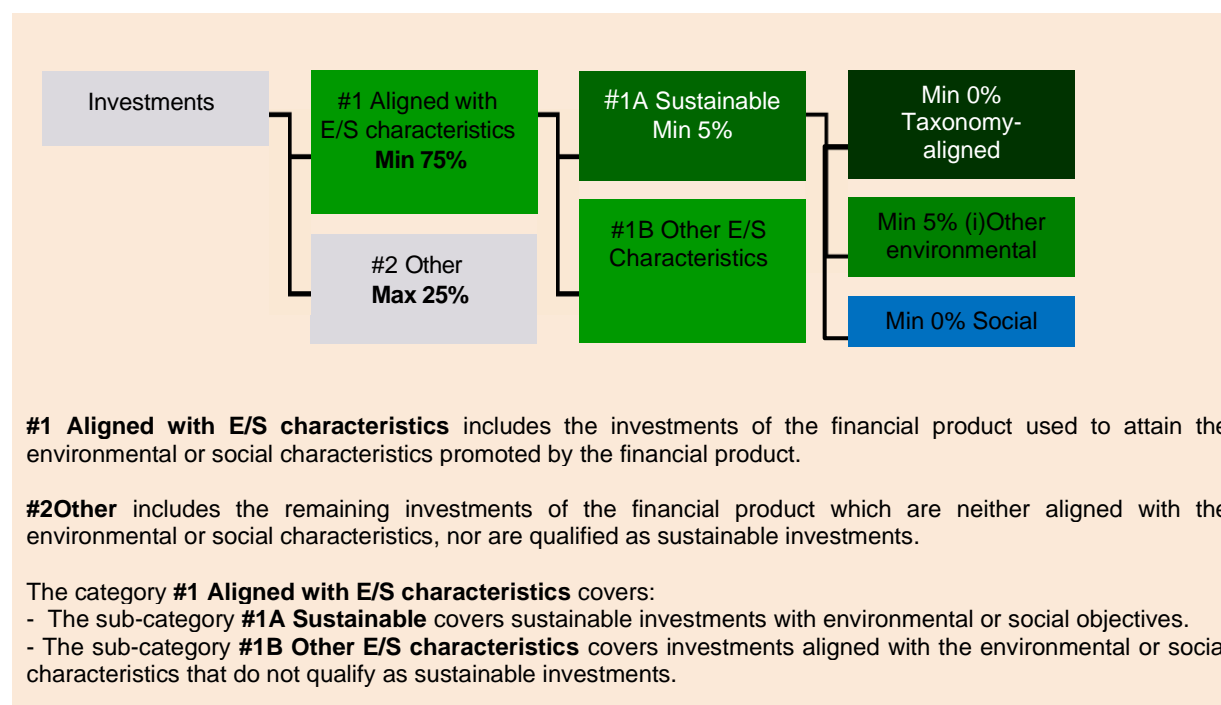 Investments
#1 Aligned with
E/S characteristics
Min 75%
#2 Other
Max 25%
#1A Sustainable
Min 5%
#1B Other E/S
Characteristics
Min 0%
Taxonomy-
aligned
Min 5% (i)Other
environmental
Min 0% Social
#1 Aligned with E/S characteristics includes the investments of the financial product used to attain the
environmental or social characteristics promoted by the financial product.
#2Other includes the remaining investments of the financial product which are neither aligned with the
environmental or social characteristics, nor are qualified as sustainable investments.
The category #1 Aligned with E/S characteristics covers:
- The sub-category #1A Sustainable covers sustainable investments with environmental or social objectives.
- The sub-category #1B Other E/S characteristics covers investments aligned with the environmental or social
characteristics that do not qualify as sustainable investments.